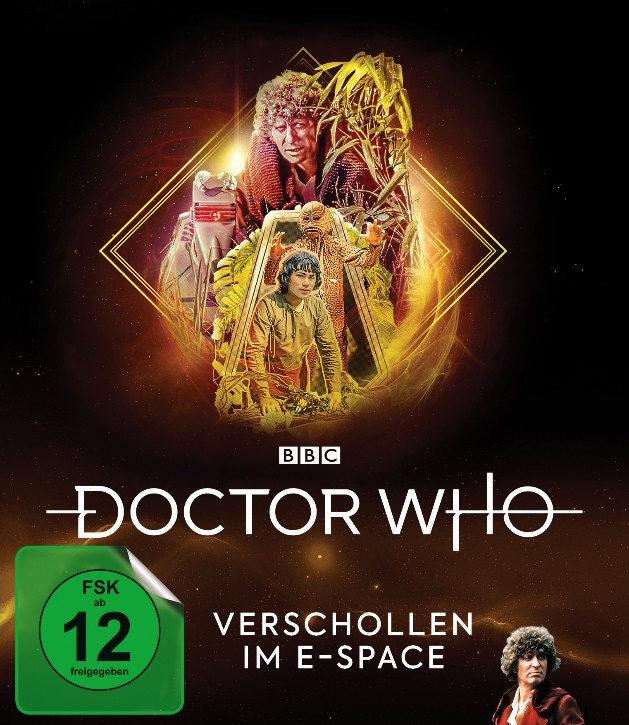 BBC
DOCTOR WHO
FSK
ab
12
freigegeben
VERSCHOLLEN
IM E-SPACE